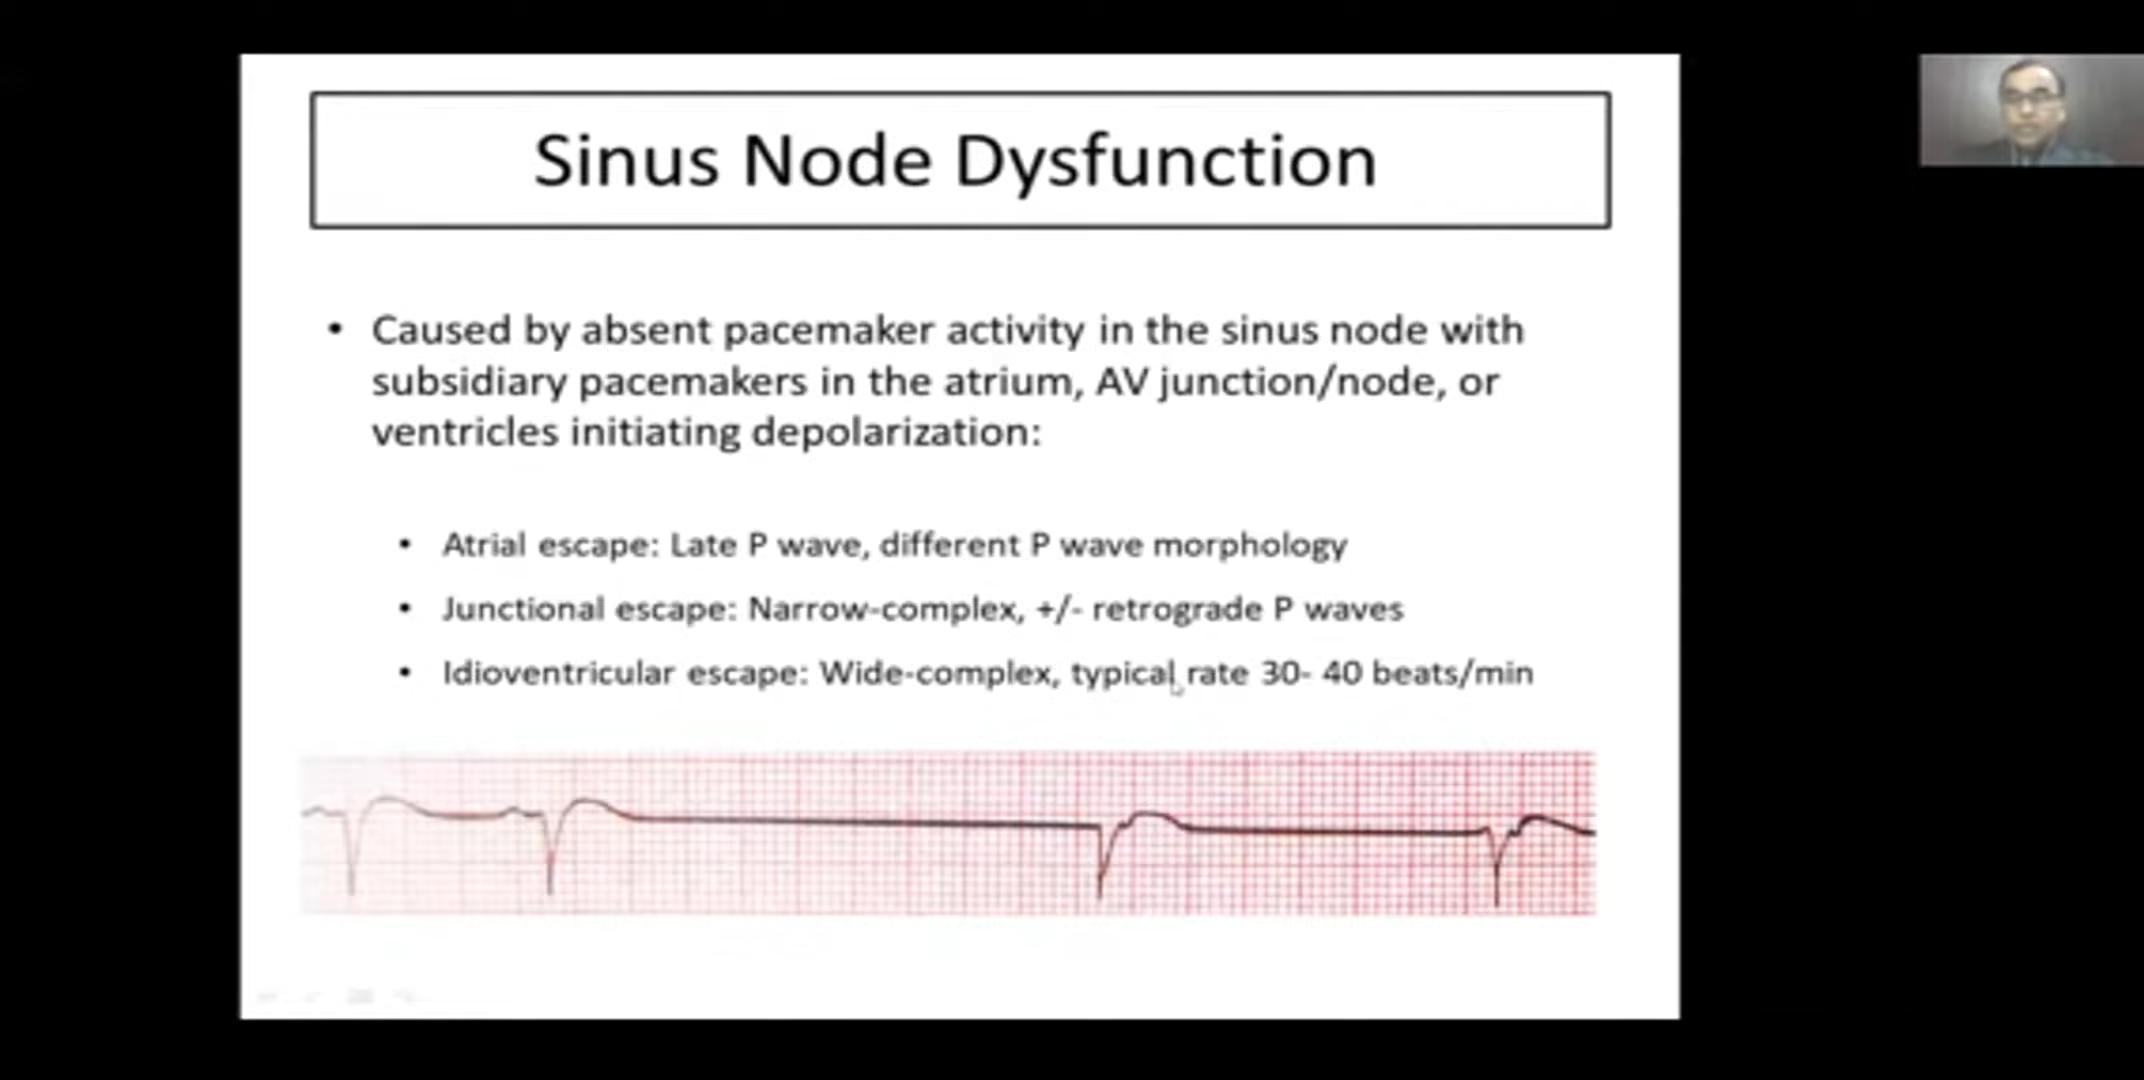 Sinus Node Dysfunction
• Caused by absent pacemaker activity in the sinus node with
subsidiary pacemakers in the atrium, AV junction/node, or
ventricles initiating depolarization:
• Atrial escape: Late P wave, different P wave morphology
• Junctional escape: Narrow-complex, +/- retrograde P waves
• Idioventricular escape: Wide-complex, typical rate 30- 40 beats/min